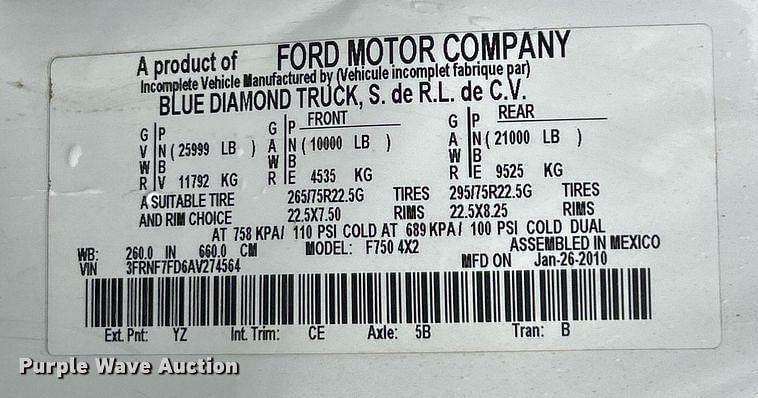 A product of FORD MOTOR COMPANY
Incomplete Vehicle Manufactured by (Vehicule incomplet fabrique par)
BLUE DIAMOND TRUCK, S. de R.L. de C.V.
FRONT REAR
G P G P G P
V N ( 25999 LB ) A N ( 10000 LB ) A N ( 21000 LB )
W B W B W B
R V 11792 KG R E 4535 KG R E 9525 KG
A SUITABLE TIRE 265/75R22.5G TIRES 295/75R22.5G TIRES
AND RIM CHOICE 22.5X7.50 RIMS 22.5X8.25 RIMS
AT 758 KPA/ 110 PSI COLD AT 689 KPA/ 100 PSI COLD DUAL
WB: 260.0 IN 660.0 CM MODEL: F750 4X2 ASSEMBLED IN MEXICO
VIN 3FRNF7FD6AV274564 MFD ON Jan-26-2010
Ext. Pnt: YZ Int. Trim: CE Axle: 5B Tran: B
Purple Wave Auction